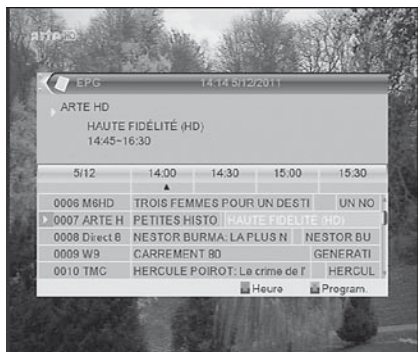 arte HD
EPG 14:14 5/12/2011
ARTE HD
HAUTE FIDÉLITÉ (HD)
14:45~16:30
5/12 14:00 14:30 15:00 15:30
0006 M6HD TROIS FEMMES POUR UN DESTI UN NO
0007 ARTE H PETITES HISTO HAUTE FIDÉLITÉ (HD)
0008 Direct 8 NESTOR BURMA: LA PLUS N NESTOR BU
0009 W9 CARREMENT 80 GENERATI
0010 TMC HERCULE POIROT: Le crime de l' HERCUL
Heure Program.